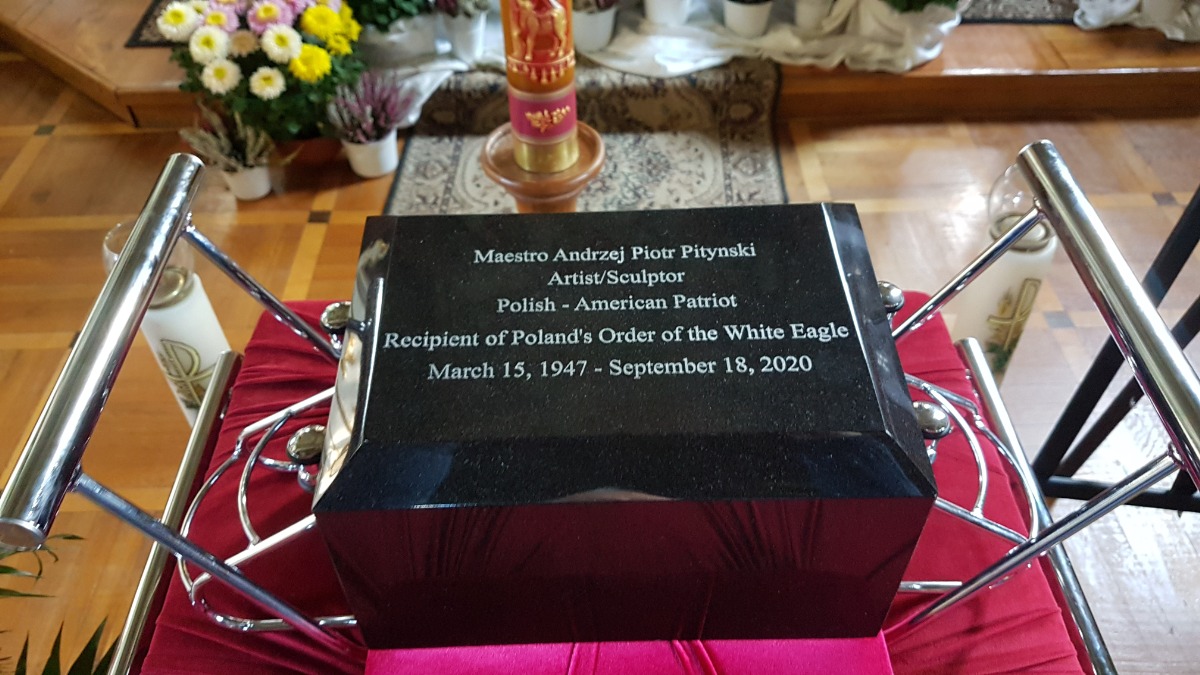 Maestro Andrzej Piotr Pitynski
Artist/Sculptor
Polish - American Patriot
Recipient of Poland's Order of the White Eagle
March 15, 1947 - September 18, 2020